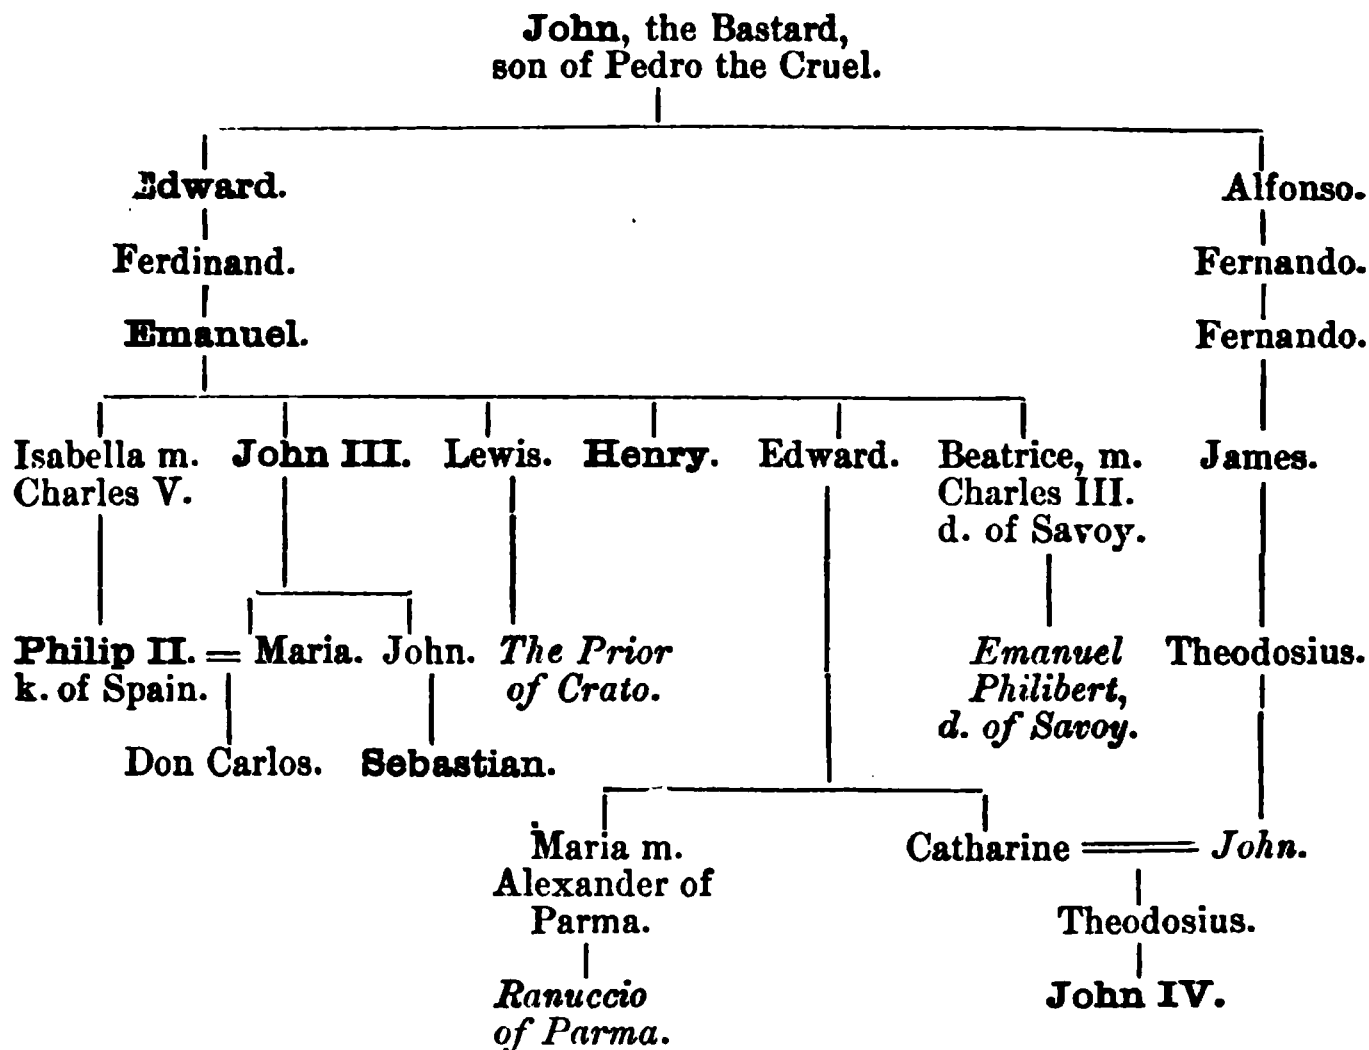 John, the Bastard,
son of Pedro the Cruel.
Edward. Alfonso.
Ferdinand. Fernando.
Emanuel. Fernando.
Isabella m. John III. Lewis. Henry. Edward. Beatrice, m. James.
Charles V. Charles III.
d. of Savoy.
Philip II. = Maria. John. The Prior Emanuel Theodosius.
k. of Spain. of Crato. Philibert,
d. of Savoy.
Don Carlos. Sebastian.
Maria m. Catharine = John.
Alexander of
Parma. Theodosius.
Ranuccio John IV.
of Parma.